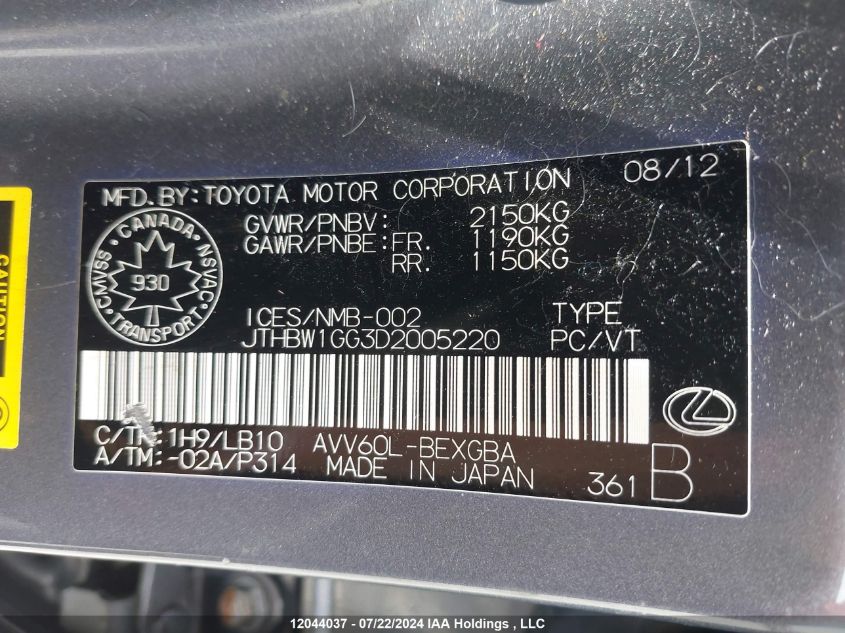 MFD.BY:TOYOTA MOTOR CORPORATION 08/12
GVWR/PNBV: 2150KG
GAWR/PNBE:FR. 1190KG
RR. 1150KG
CANADA
CMVSS NSVAC
930
TRANSPORT
ICES/NMB-002 TYPE
JTHBW1GG3D2005220 PC/VT
C/TR:1H9/LB10 AVV60L-BEXGBA
A/TM:-02A/P314 MADE IN JAPAN 361 B
CAUTION
12044037 - 07/22/2024 IAA Holdings , LLC